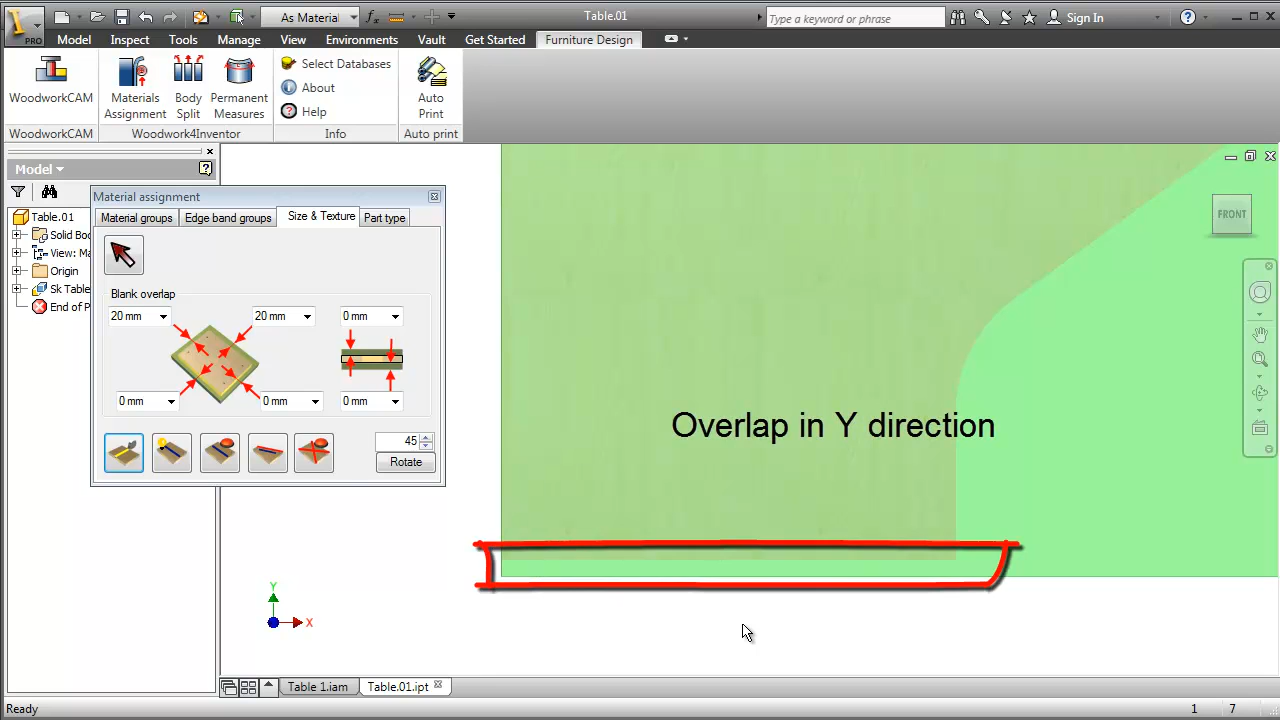 As Material
Table.01
Type a keyword or phrase
Sign In
PRO
Model
Inspect
Tools
Manage
View
Environments
Vault
Get Started
Furniture Design
WoodworkCAM
Materials
Assignment
Body
Split
Permanent
Measures
Select Databases
About
Help
Auto
Print
WoodworkCAM
Woodwork4Inventor
Info
Auto print
Model
Table.01
Solid Bo
View: Ma
Origin
Sk Table
End of P
Material assignment
Material groups
Edge band groups
Size & Texture
Part type
Blank overlap
20 mm
20 mm
0 mm
0 mm
0 mm
0 mm
45
Rotate
FRONT
Overlap in Y direction
Y
X
Table 1.iam
Table.01.ipt
Ready
1
7